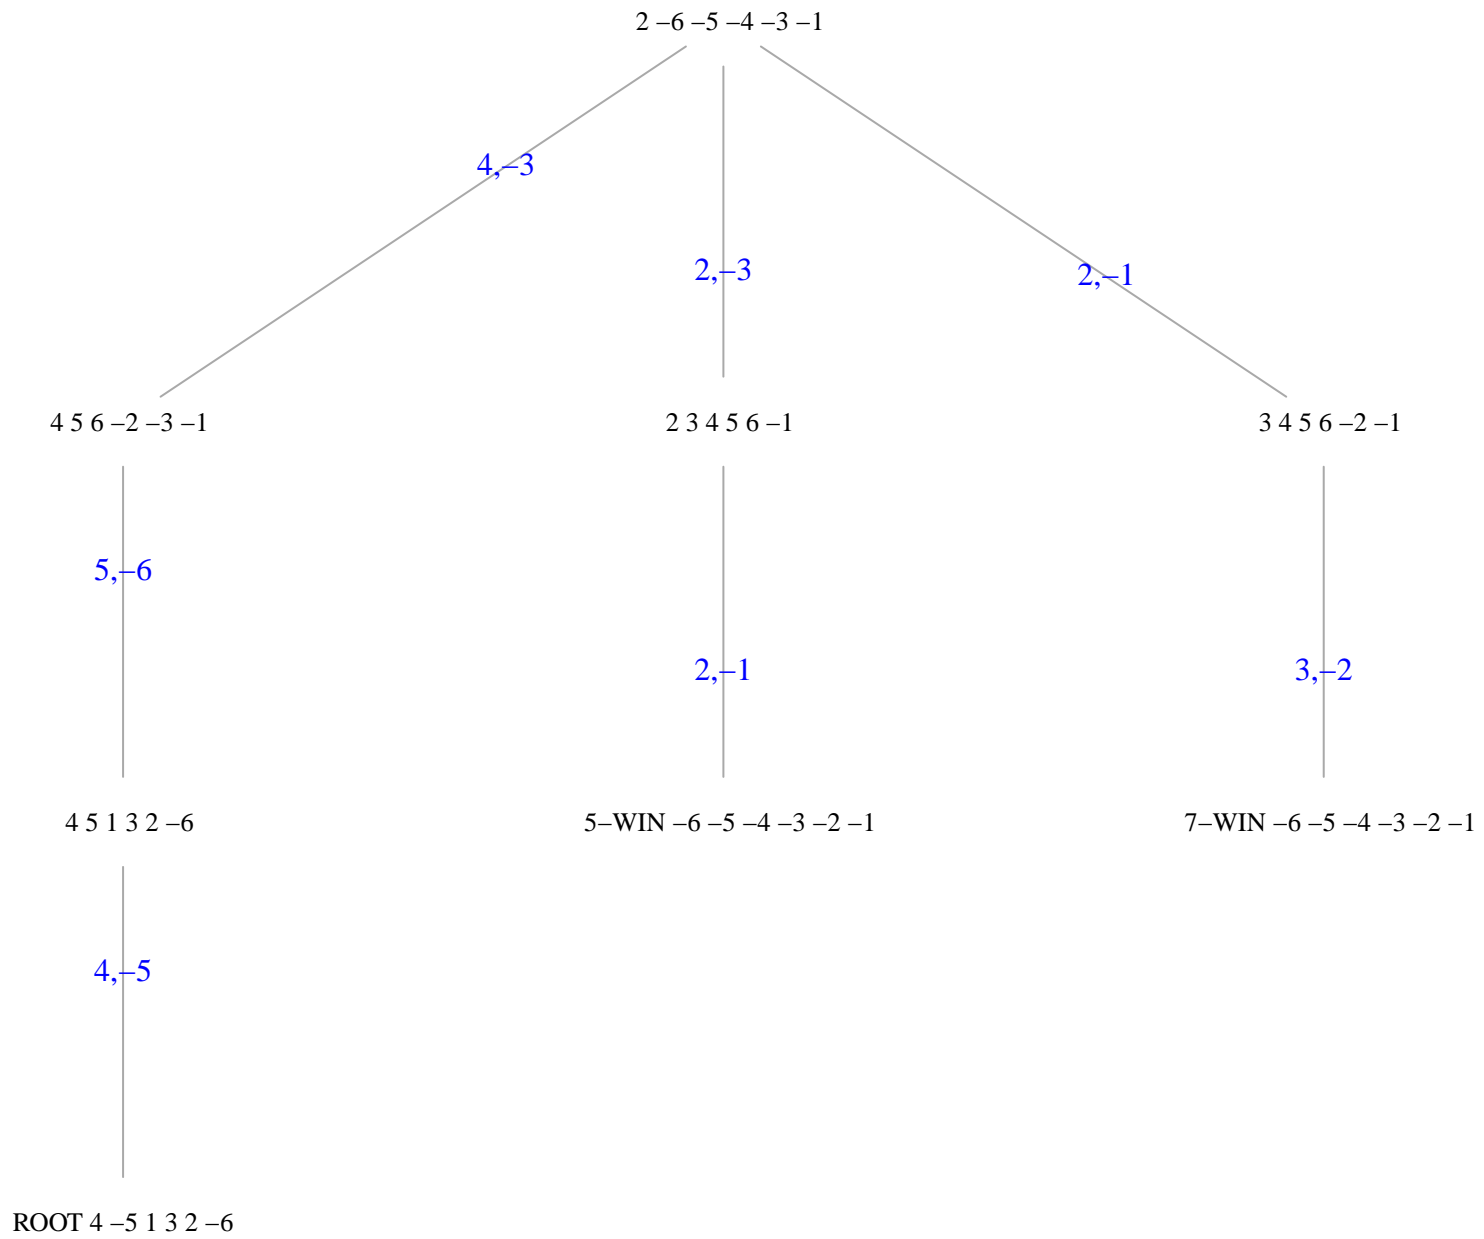 2 –6 –5 –4 –3 –1
4,–3
2,–3
2,–1
4 5 6 –2 –3 –1
2 3 4 5 6 –1
3 4 5 6 –2 –1
5,–6
2,–1
3,–2
4 5 1 3 2 –6
5–WIN –6 –5 –4 –3 –2 –1
7–WIN –6 –5 –4 –3 –2 –1
4,–5
ROOT 4 –5 1 3 2 –6